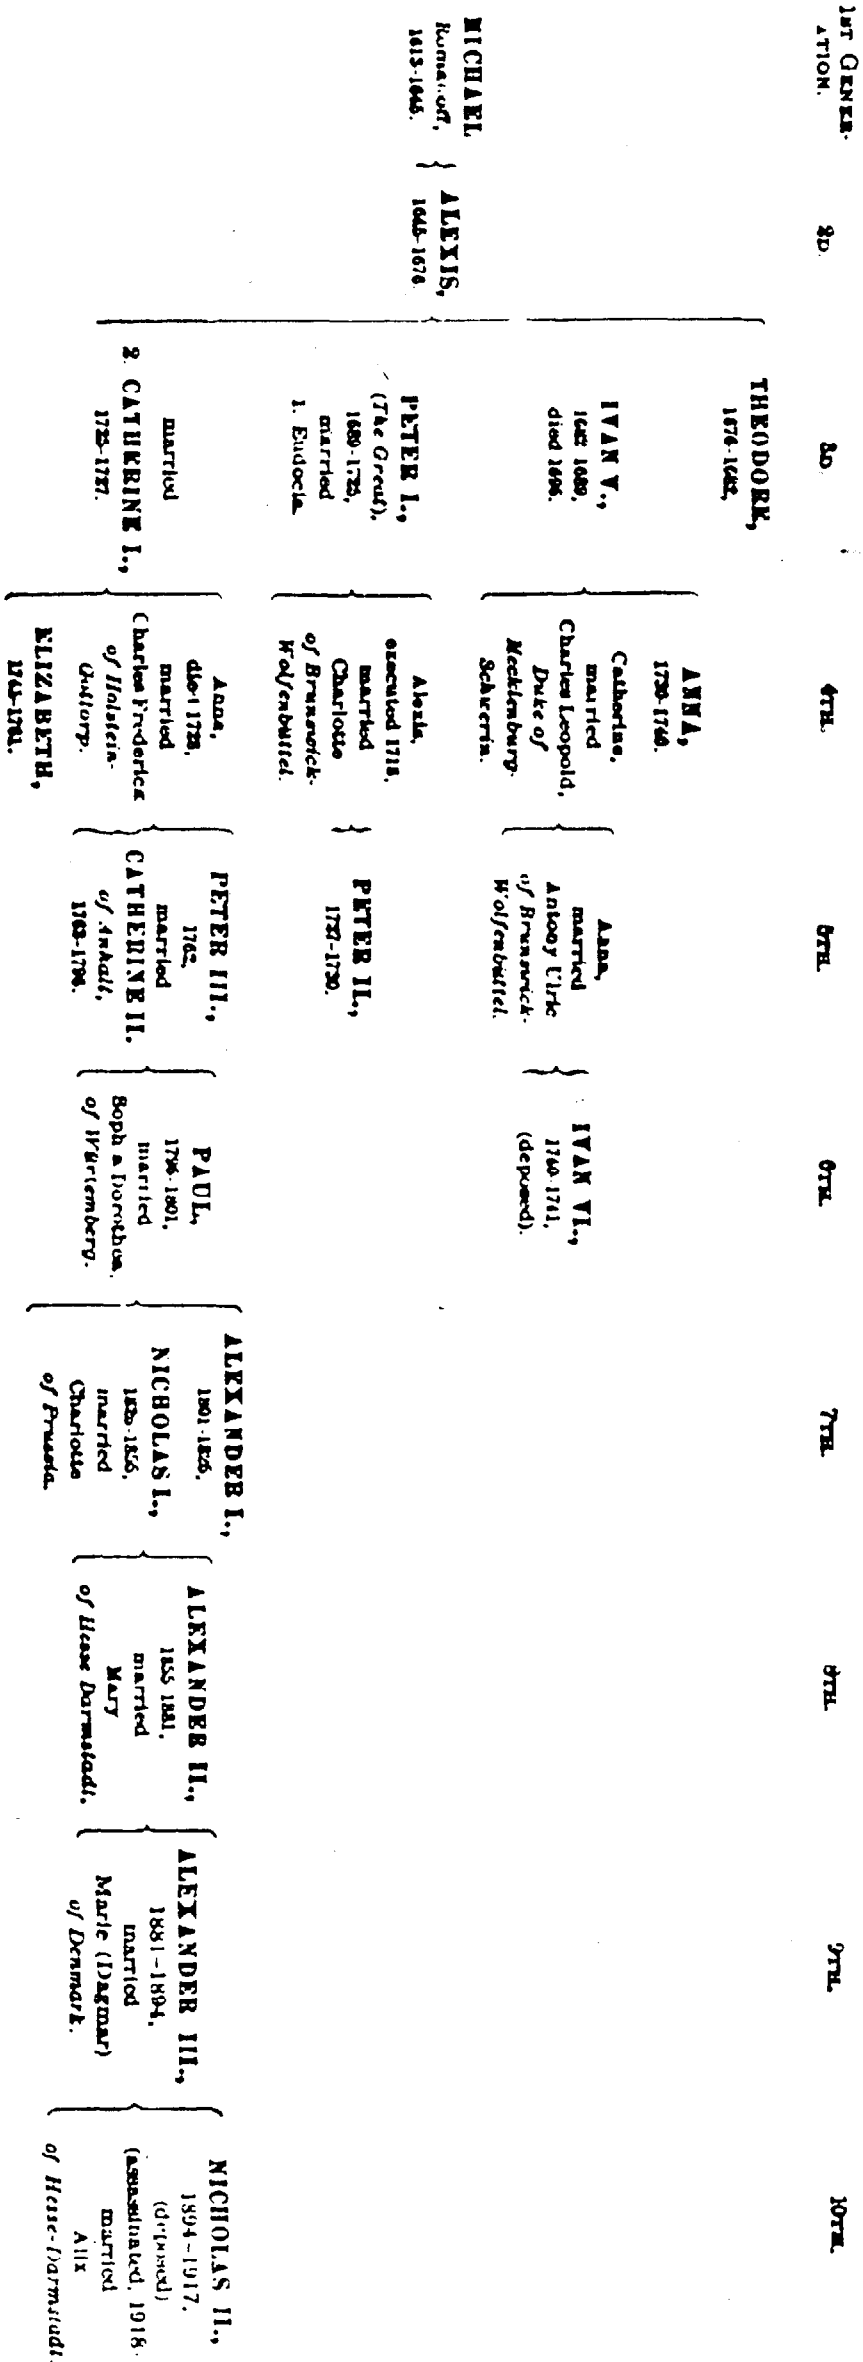 1ST GENER-
ATION.
2D.
3D.
4TH.
5TH.
6TH.
7TH.
8TH.
9TH.
10TH.
MICHAEL
Romanoff,
1613-1645.
ALEXIS,
1645-1676.
THEODORE,
1676-1682,
IVAN V.,
1682 1689,
died 1696.
PETER I.,
(The Great),
1689-1725,
married
1. Eudocia.
married
2. CATHERINE I.,
1725-1727.
ANNA,
1730-1740.
Catherine,
married
Charles Leopold,
Duke of
Mecklenburg-
Schwerin.
Alexis,
executed 1718,
married
Charlotte
of Brunswick-
Wolfenbüttel.
Anna,
died 1728,
married
Charles Frederick
of Holstein-
Gottorp.
ELIZABETH,
Anna,
married
Antony Ulric
of Brunswick-
Wolfenbüttel.
PETER II.,
1727-1730.
PETER III.,
1762,
married
CATHERINE II.
of Anhalt,
IVAN VI.,
1740-1741,
(deposed).
PAUL,
1796-1801,
married
Sophia Dorothea,
of Würtemberg.
ALEXANDER I.,
1801-1825,
NICHOLAS I.,
married
Charlotte
of Prussia.
ALEXANDER II.,
1855 1881,
married
Mary
of Hesse Darmstadt.
ALEXANDER III.,
1881-1894,
married
Marie (Dagmar)
of Denmark.
NICHOLAS II.,
1894-1917.
(deposed)
(assassinated, 1918
married
Alix
of Hesse-Darmstadt.